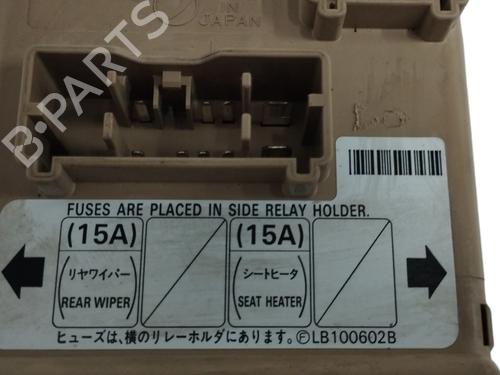 IN
JAPAN
B-PARTS
FUSES ARE PLACED IN SIDE RELAY HOLDER.
(15A)
(15A)
(リヤワイパー)
(シートヒータ)
REAR WIPER)
SEAT HEATER)
ヒューズは、横のリレーホルダにあります。ⒻLB100602B